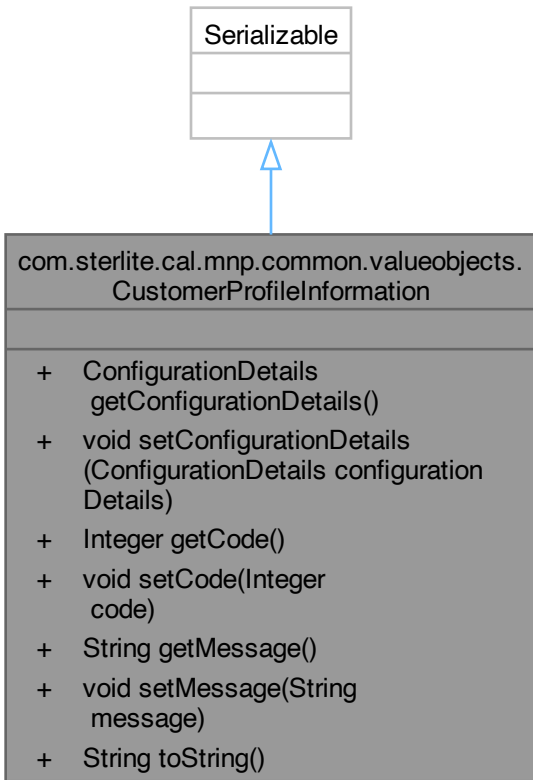 Serializable
com.sterlite.cal.mnp.common.valueobjects.
CustomerProfileInformation
+ ConfigurationDetails
getConfigurationDetails()
+ void setConfigurationDetails
(ConfigurationDetails configuration
Details)
+ Integer getCode()
+ void setCode(Integer
code)
+ String getMessage()
+ void setMessage(String
message)
+ String toString()